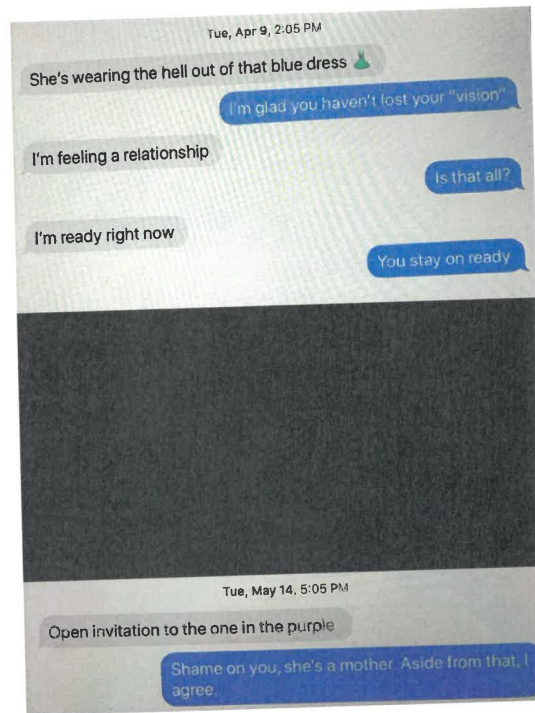 Tue, Apr 9, 2:05 PM
She's wearing the hell out of that blue dress 👗
I'm glad you haven't lost your "vision"
I'm feeling a relationship
Is that all?
I'm ready right now
You stay on ready
Tue, May 14, 5:05 PM
Open invitation to the one in the purple
Shame on you, she's a mother. Aside from that, I
agree.